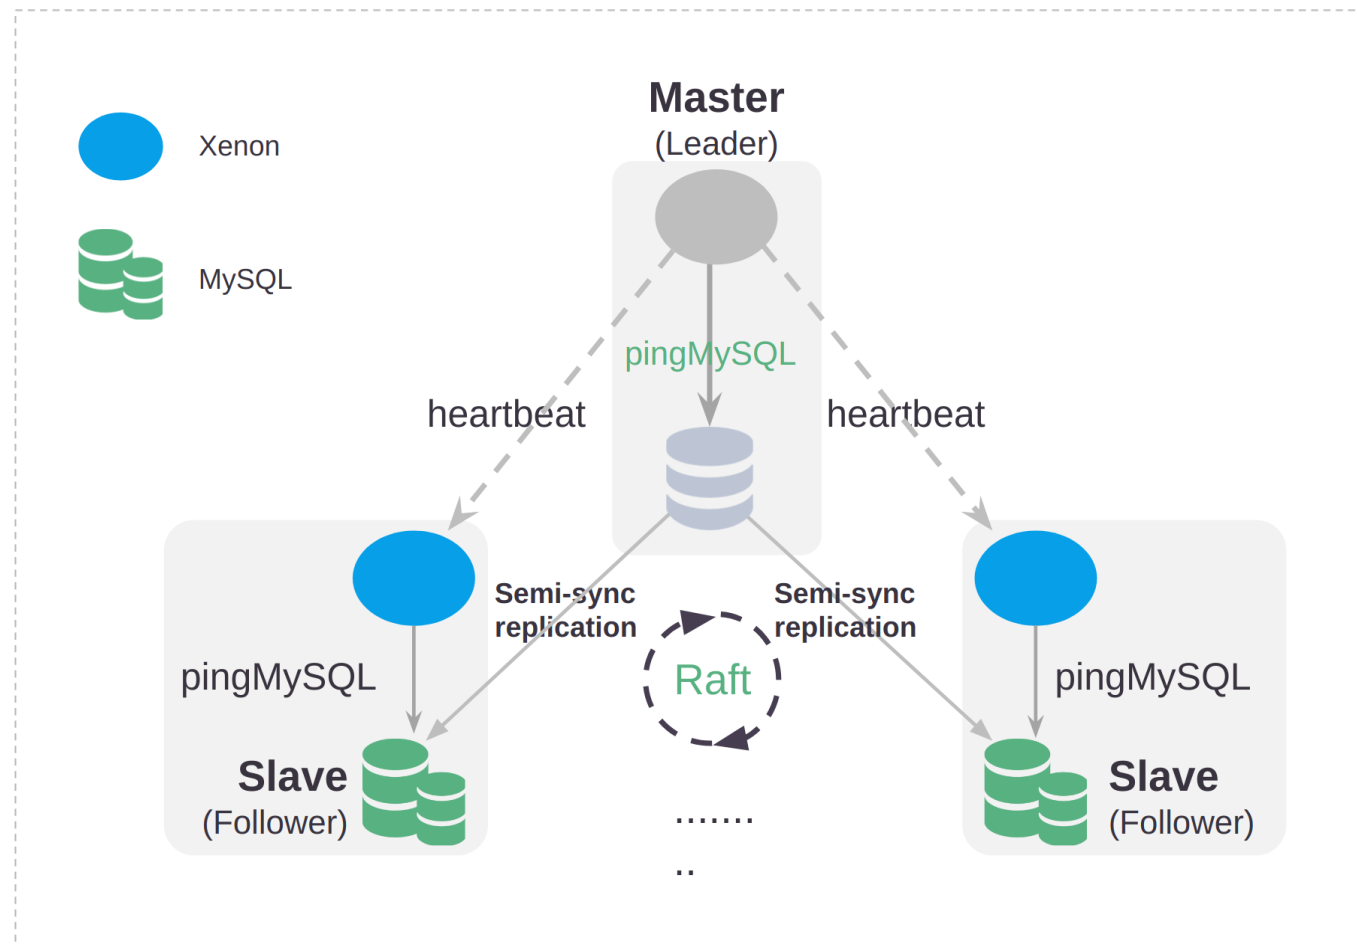 Master
(Leader)
Xenon
MySQL
pingMySQL
heartbeat
heartbeat
Semi-sync
replication
Semi-sync
replication
Raft
pingMySQL
pingMySQL
Slave
(Follower)
Slave
(Follower)
.......
..